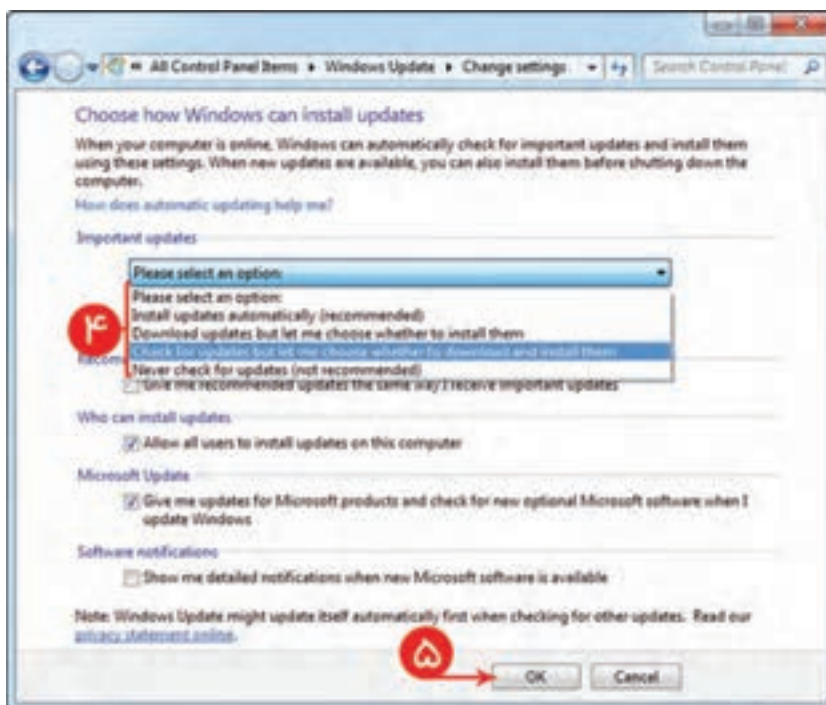 All Control Panel Items ▸ Windows Update ▸ Change settings
Search Control Panel
Choose how Windows can install updates
When your computer is online, Windows can automatically check for important updates and install them
using these settings. When new updates are available, you can also install them before shutting down the
computer.
How does automatic updating help me?
Important updates
Please select an option:
Please select an option:
Install updates automatically (recommended)
۴
Download updates but let me choose whether to install them
Check for updates but let me choose whether to download and install them
Never check for updates (not recommended)
Give me recommended updates the same way I receive important updates
Who can install updates
Allow all users to install updates on this computer
Microsoft Update
Give me updates for Microsoft products and check for new optional Microsoft software when I
update Windows
Software notifications
Show me detailed notifications when new Microsoft software is available
Note: Windows Update might update itself automatically first when checking for other updates. Read our
privacy statement online.
۵
OK Cancel